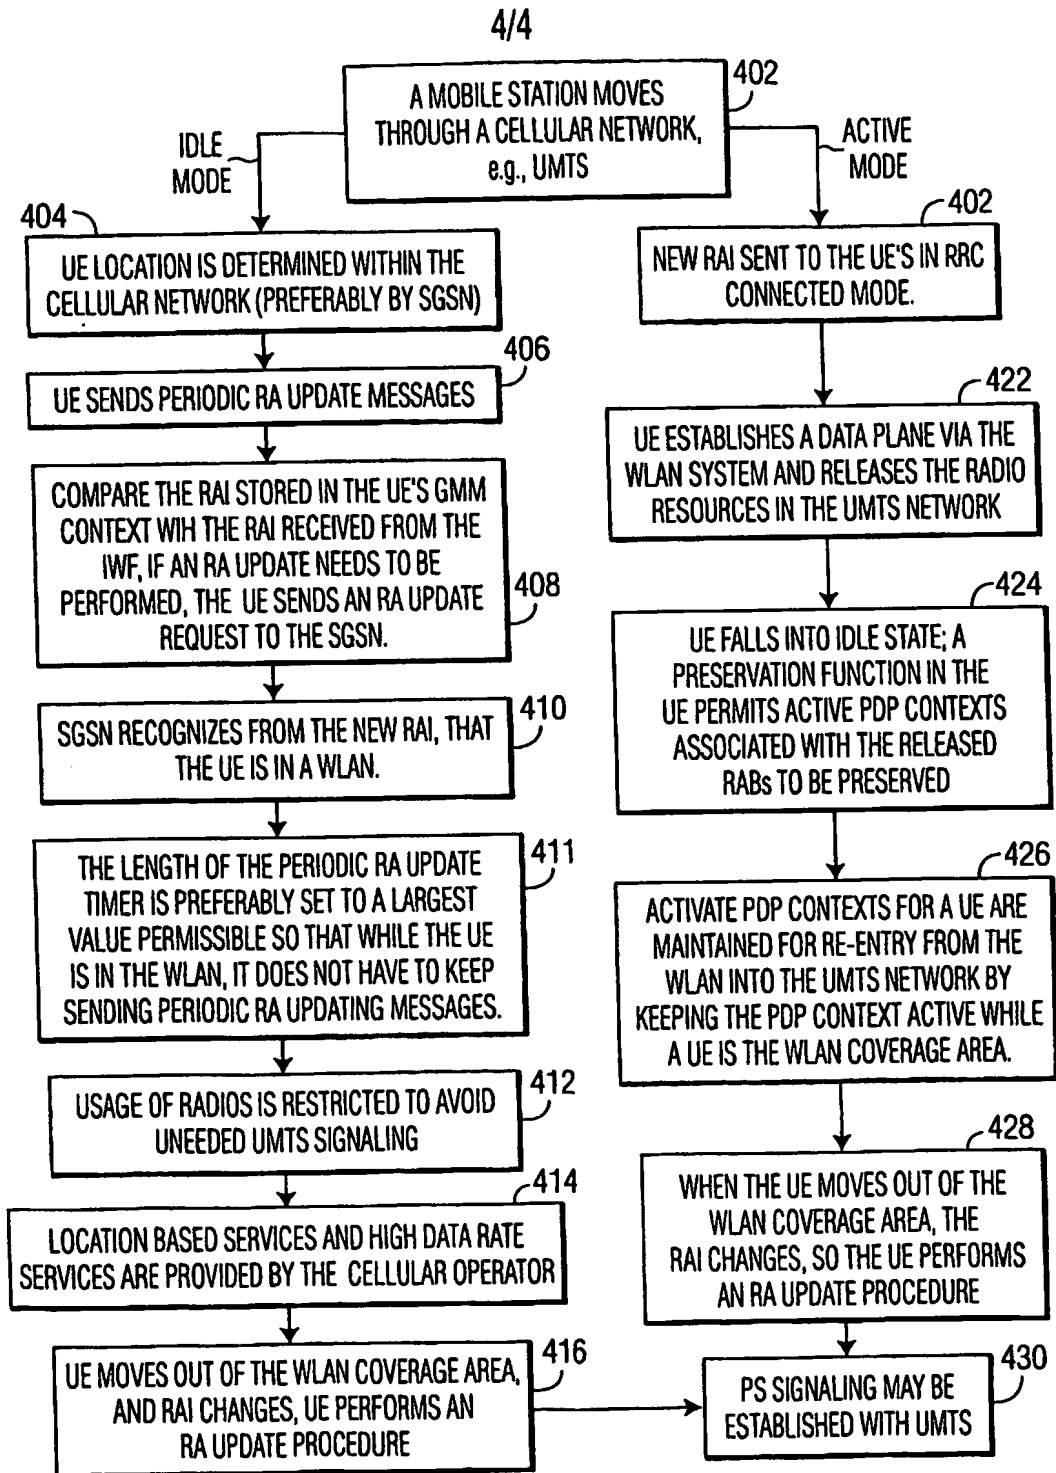 4/4
402
A MOBILE STATION MOVES
THROUGH A CELLULAR NETWORK,
e.g., UMTS
IDLE
MODE
ACTIVE
MODE
404
UE LOCATION IS DETERMINED WITHIN THE
CELLULAR NETWORK (PREFERABLY BY SGSN)
406
UE SENDS PERIODIC RA UPDATE MESSAGES
COMPARE THE RAI STORED IN THE UE'S GMM
CONTEXT WIH THE RAI RECEIVED FROM THE
IWF, IF AN RA UPDATE NEEDS TO BE
PERFORMED, THE UE SENDS AN RA UPDATE
REQUEST TO THE SGSN.
408
SGSN RECOGNIZES FROM THE NEW RAI, THAT
THE UE IS IN A WLAN.
410
THE LENGTH OF THE PERIODIC RA UPDATE
TIMER IS PREFERABLY SET TO A LARGEST
VALUE PERMISSIBLE SO THAT WHILE THE UE
IS IN THE WLAN, IT DOES NOT HAVE TO KEEP
SENDING PERIODIC RA UPDATING MESSAGES.
411
USAGE OF RADIOS IS RESTRICTED TO AVOID
UNEEDED UMTS SIGNALING
412
414
LOCATION BASED SERVICES AND HIGH DATA RATE
SERVICES ARE PROVIDED BY THE CELLULAR OPERATOR
UE MOVES OUT OF THE WLAN COVERAGE AREA,
AND RAI CHANGES, UE PERFORMS AN
RA UPDATE PROCEDURE
416
402
NEW RAI SENT TO THE UE'S IN RRC
CONNECTED MODE.
422
UE ESTABLISHES A DATA PLANE VIA THE
WLAN SYSTEM AND RELEASES THE RADIO
RESOURCES IN THE UMTS NETWORK
424
UE FALLS INTO IDLE STATE; A
PRESERVATION FUNCTION IN THE
UE PERMITS ACTIVE PDP CONTEXTS
ASSOCIATED WITH THE RELEASED
RABs TO BE PRESERVED
426
ACTIVATE PDP CONTEXTS FOR A UE ARE
MAINTAINED FOR RE-ENTRY FROM THE
WLAN INTO THE UMTS NETWORK BY
KEEPING THE PDP CONTEXT ACTIVE WHILE
A UE IS THE WLAN COVERAGE AREA.
428
WHEN THE UE MOVES OUT OF THE
WLAN COVERAGE AREA, THE
RAI CHANGES, SO THE UE PERFORMS
AN RA UPDATE PROCEDURE
430
PS SIGNALING MAY BE
ESTABLISHED WITH UMTS